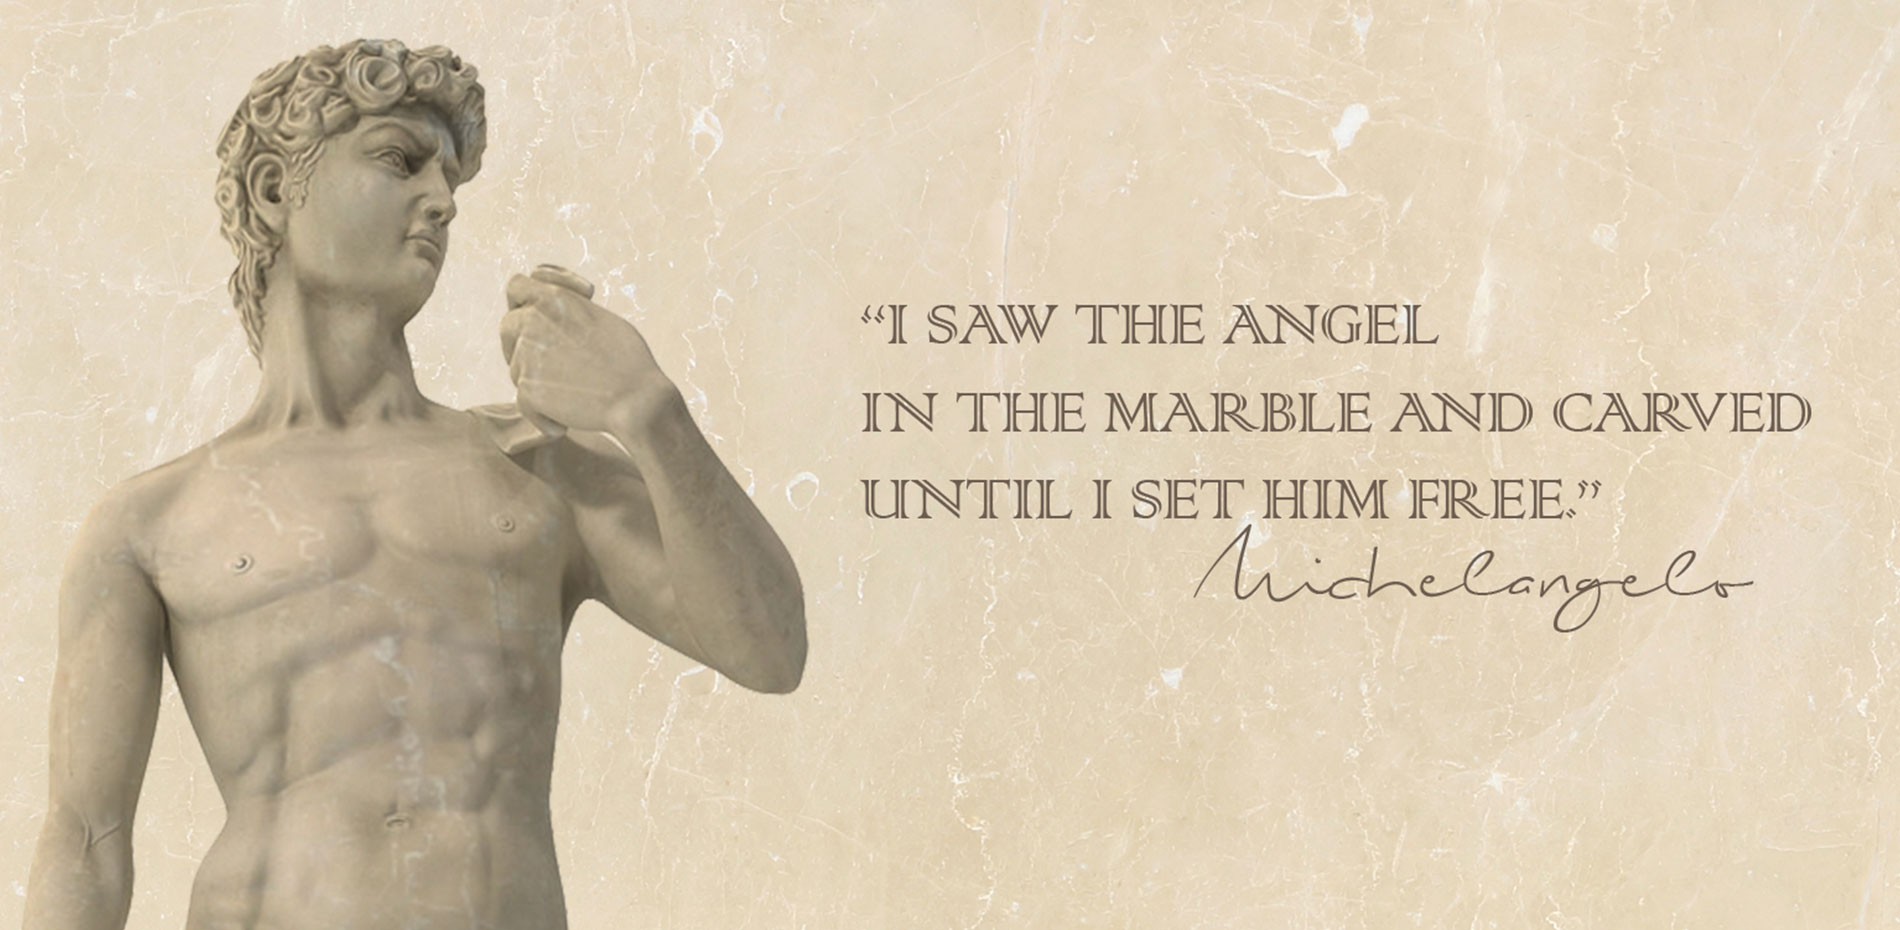 “I SAW THE ANGEL
IN THE MARBLE AND CARVED
UNTIL I SET HIM FREE.”
Michelangelo